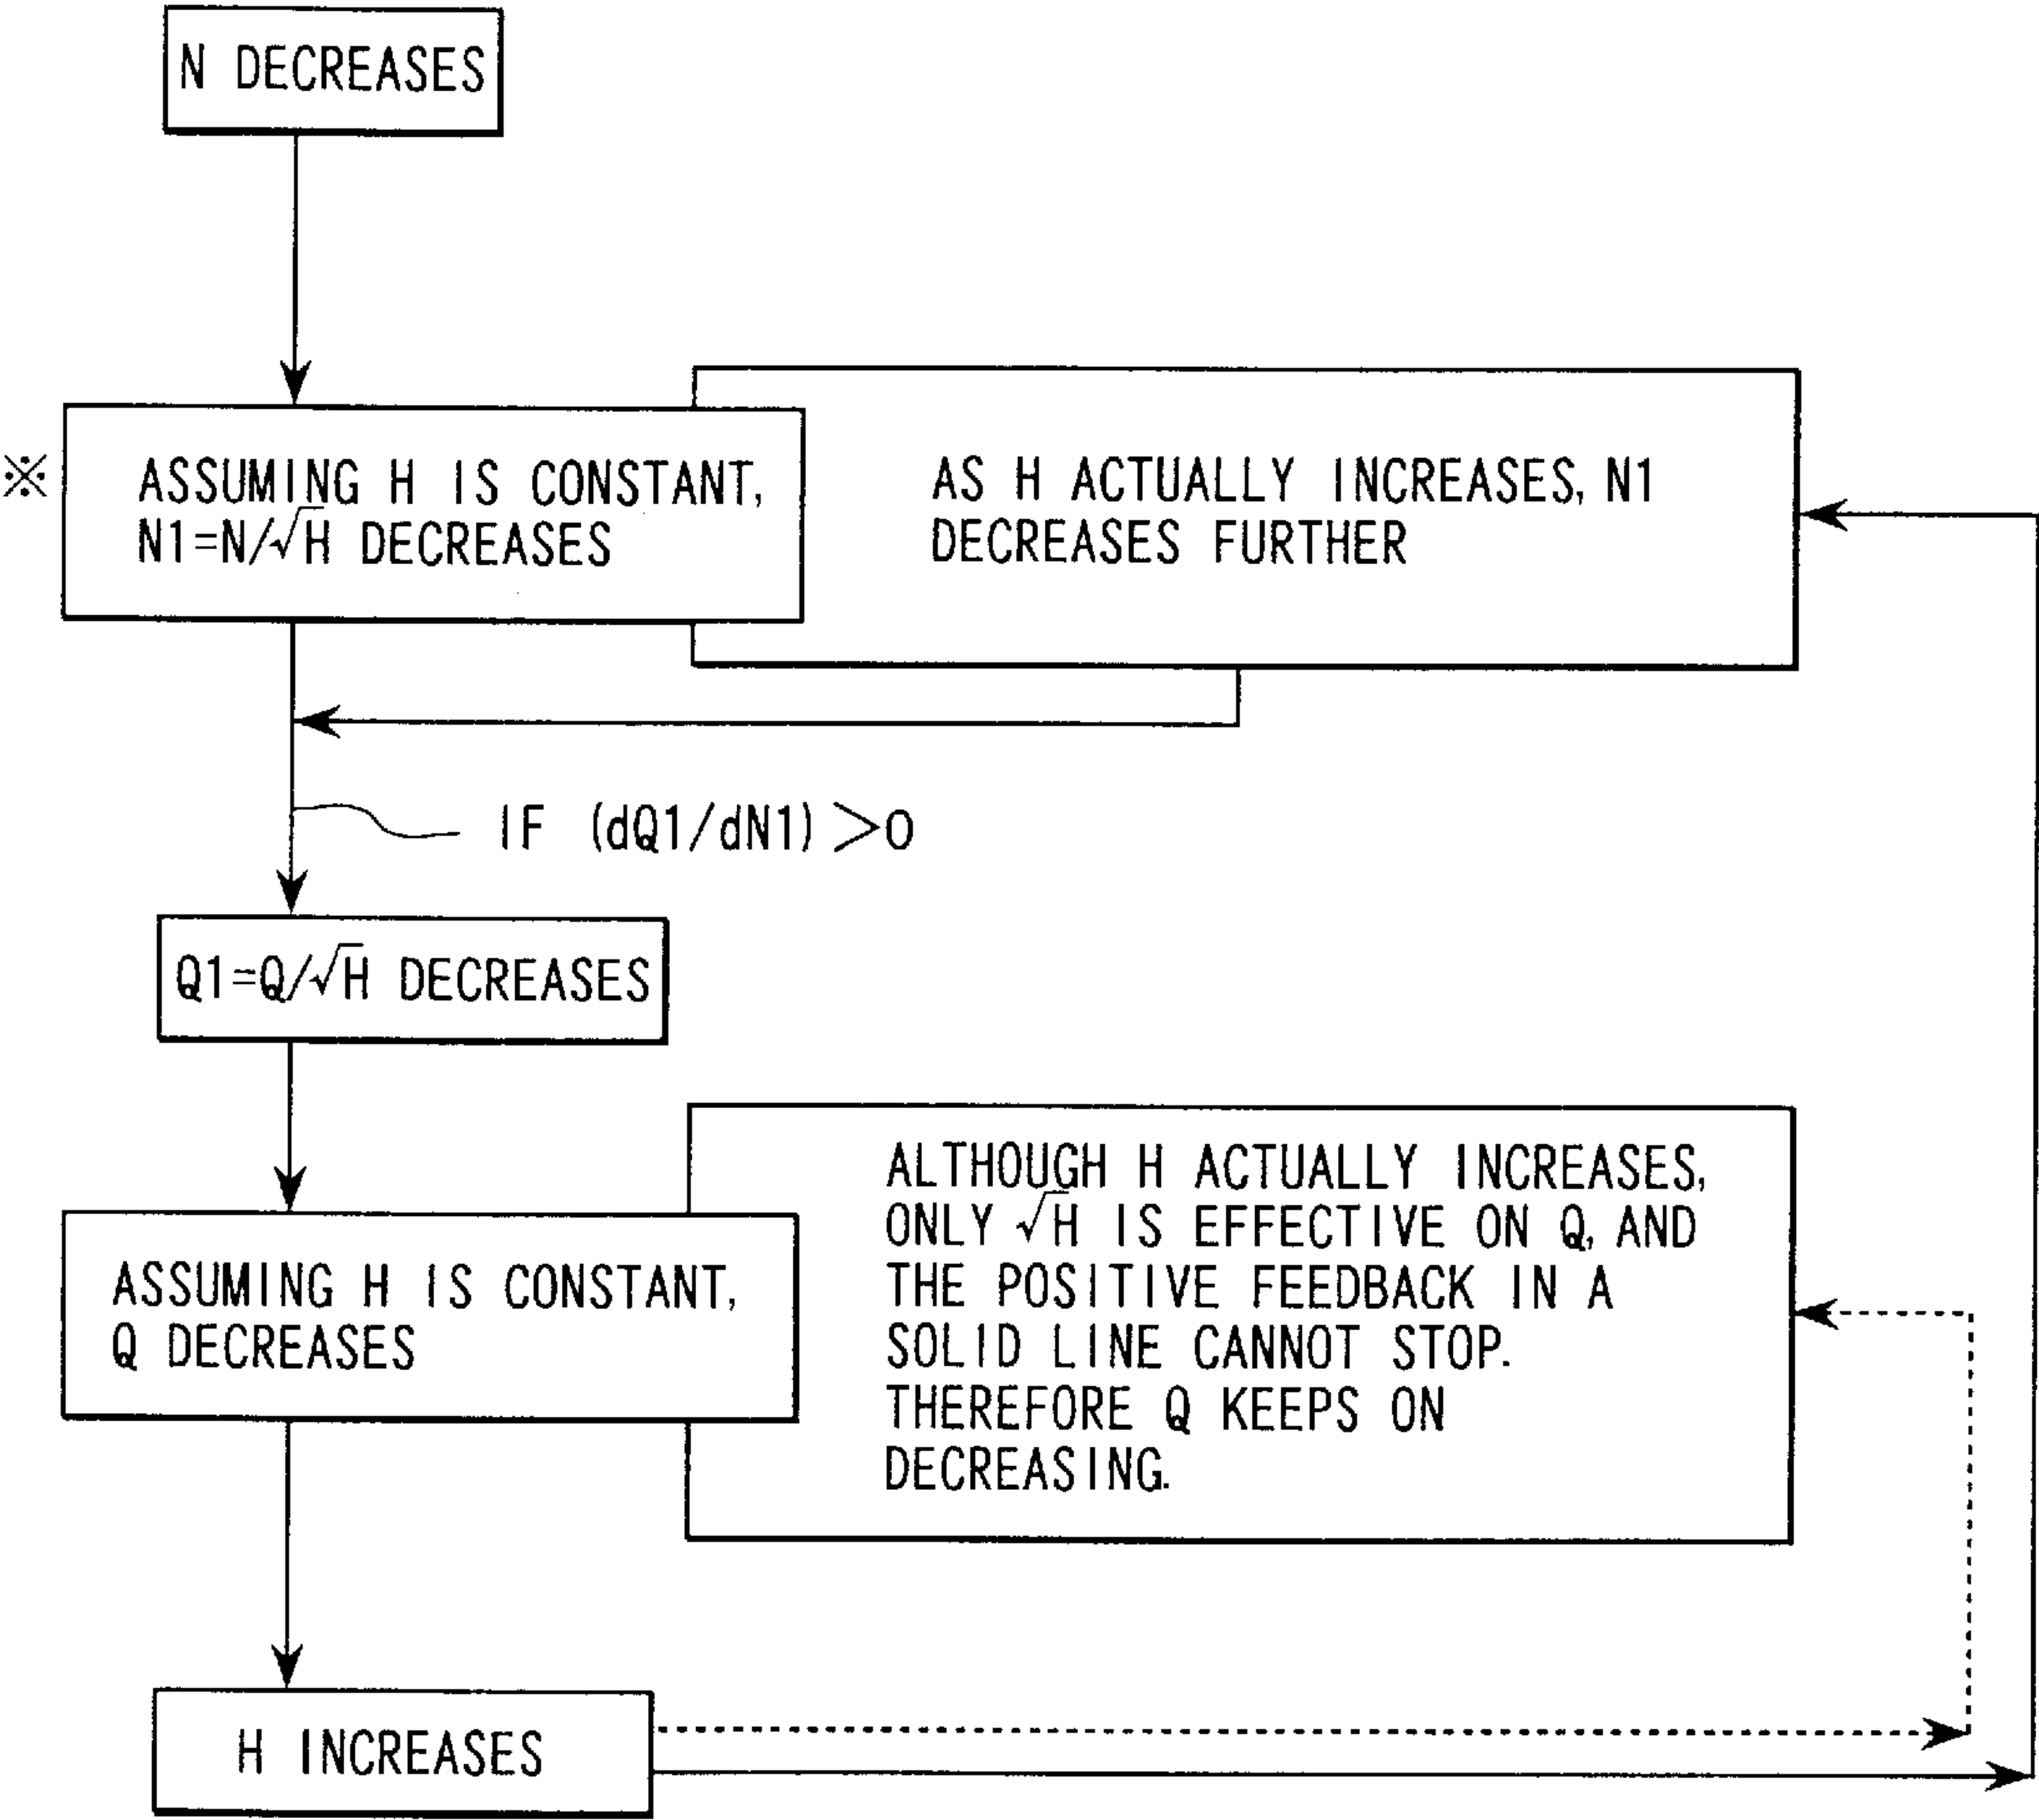 N DECREASES
※
ASSUMING H IS CONSTANT,
N1=N/√H DECREASES
AS H ACTUALLY INCREASES, N1
DECREASES FURTHER
IF (dQ1/dN1)>0
Q1=Q/√H DECREASES
ASSUMING H IS CONSTANT,
Q DECREASES
ALTHOUGH H ACTUALLY INCREASES,
ONLY √H IS EFFECTIVE ON Q, AND
THE POSITIVE FEEDBACK IN A
SOLID LINE CANNOT STOP.
THEREFORE Q KEEPS ON
DECREASING.
H INCREASES